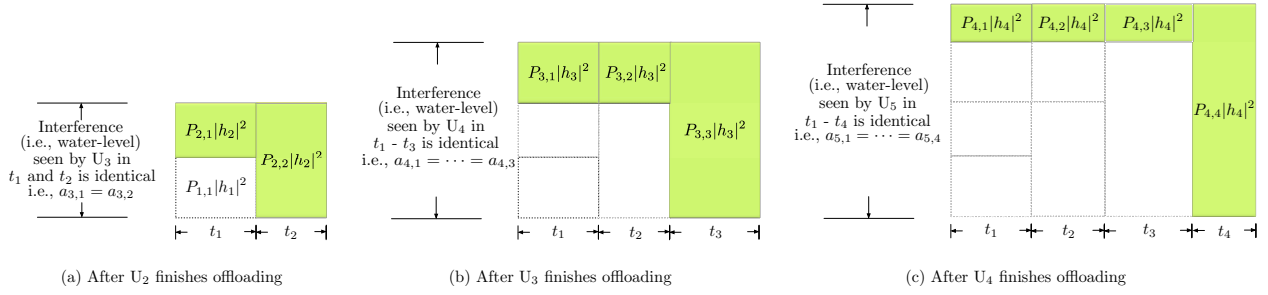 Interference
(i.e., water-level)
seen by U₃ in
t₁ and t₂ is identical
i.e., a₃,₁ = a₃,₂
P₂,₁|h₂|²
P₁,₁|h₁|²
P₂,₂|h₂|²
t₁
t₂
(a) After U₂ finishes offloading
Interference
(i.e., water-level)
seen by U₄ in
t₁ - t₃ is identical
i.e., a₄,₁ = ⋯ = a₄,₃
P₃,₁|h₃|²
P₃,₂|h₃|²
P₃,₃|h₃|²
t₁
t₂
t₃
(b) After U₃ finishes offloading
Interference
(i.e., water-level)
seen by U₅ in
t₁ - t₄ is identical
i.e., a₅,₁ = ⋯ = a₅,₄
P₄,₁|h₄|²
P₄,₂|h₄|²
P₄,₃|h₄|²
P₄,₄|h₄|²
t₁
t₂
t₃
t₄
(c) After U₄ finishes offloading